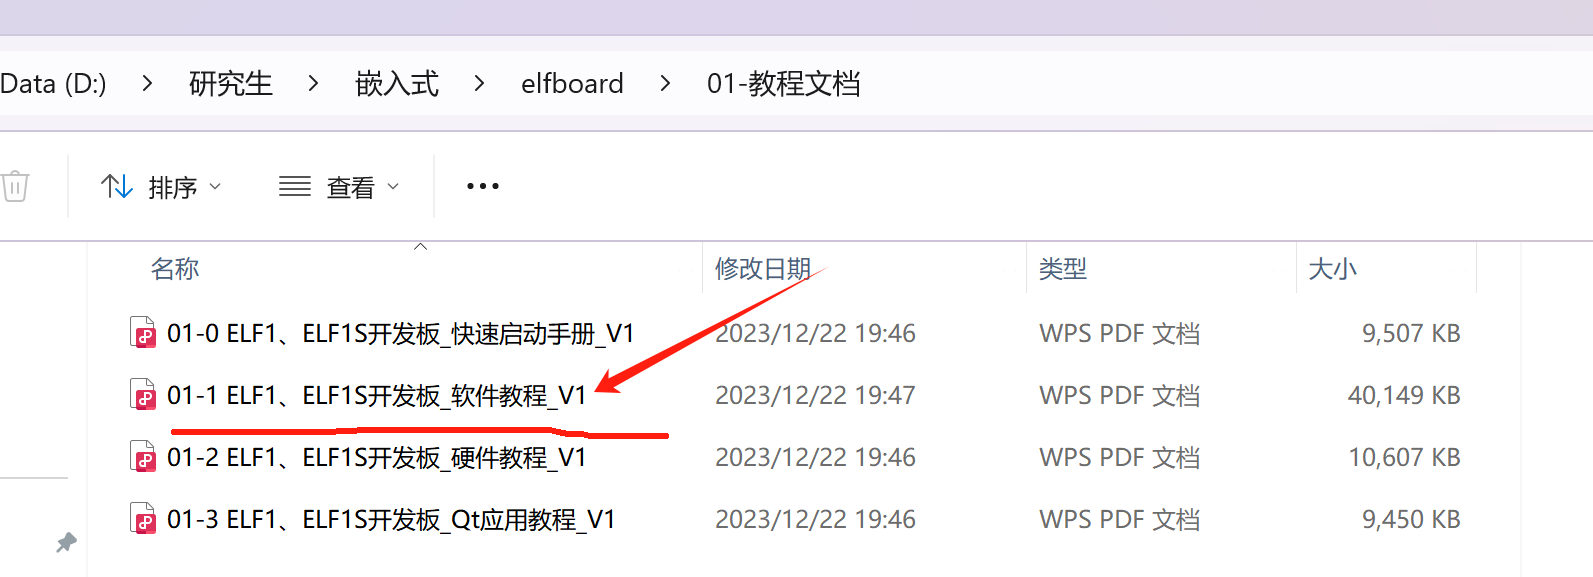 Data (D:) > 研究生 > 嵌入式 > elfboard > 01-教程文档
排序 查看 •••
名称 修改日期 类型 大小
01-0 ELF1、ELF1S开发板_快速启动手册_V1 2023/12/22 19:46 WPS PDF 文档 9,507 KB
01-1 ELF1、ELF1S开发板_软件教程_V1 2023/12/22 19:47 WPS PDF 文档 40,149 KB
01-2 ELF1、ELF1S开发板_硬件教程_V1 2023/12/22 19:46 WPS PDF 文档 10,607 KB
01-3 ELF1、ELF1S开发板_Qt应用教程_V1 2023/12/22 19:46 WPS PDF 文档 9,450 KB